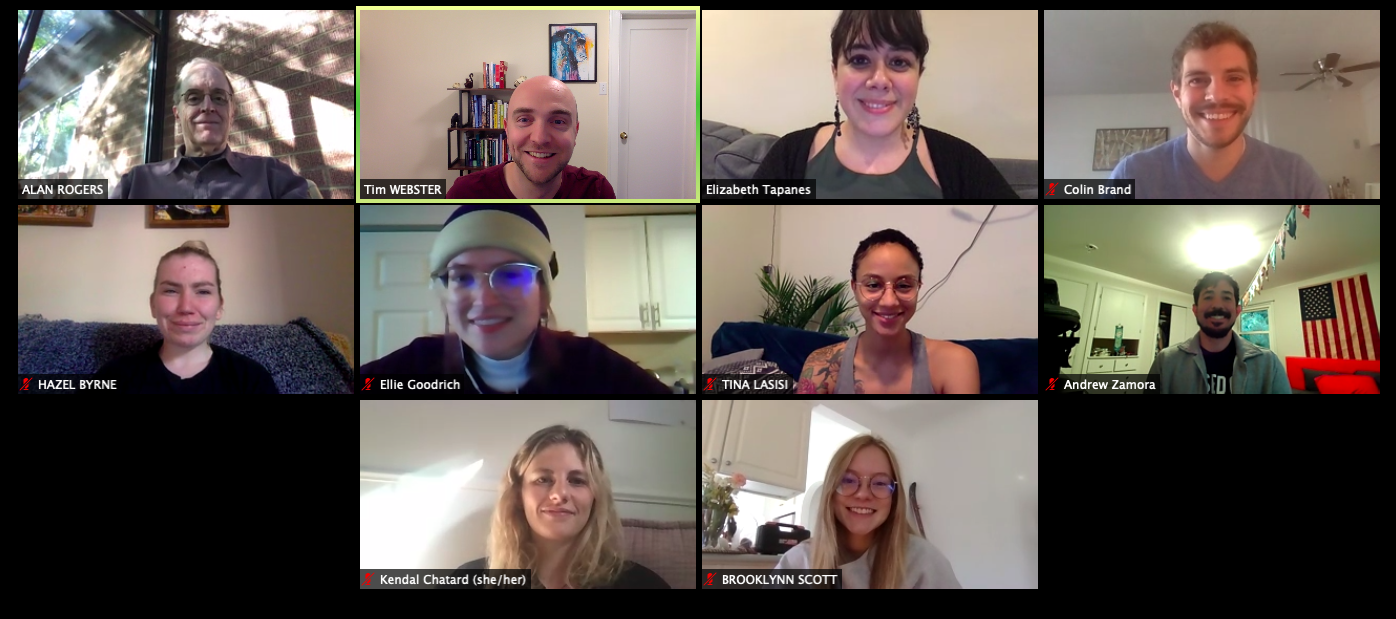 ALAN ROGERS
Tim WEBSTER
Elizabeth Tapanes
Colin Brand
HAZEL BYRNE
Ellie Goodrich
TINA LASISI
Andrew Zamora
Kendal Chatard (she/her)
BROOKLYNN SCOTT